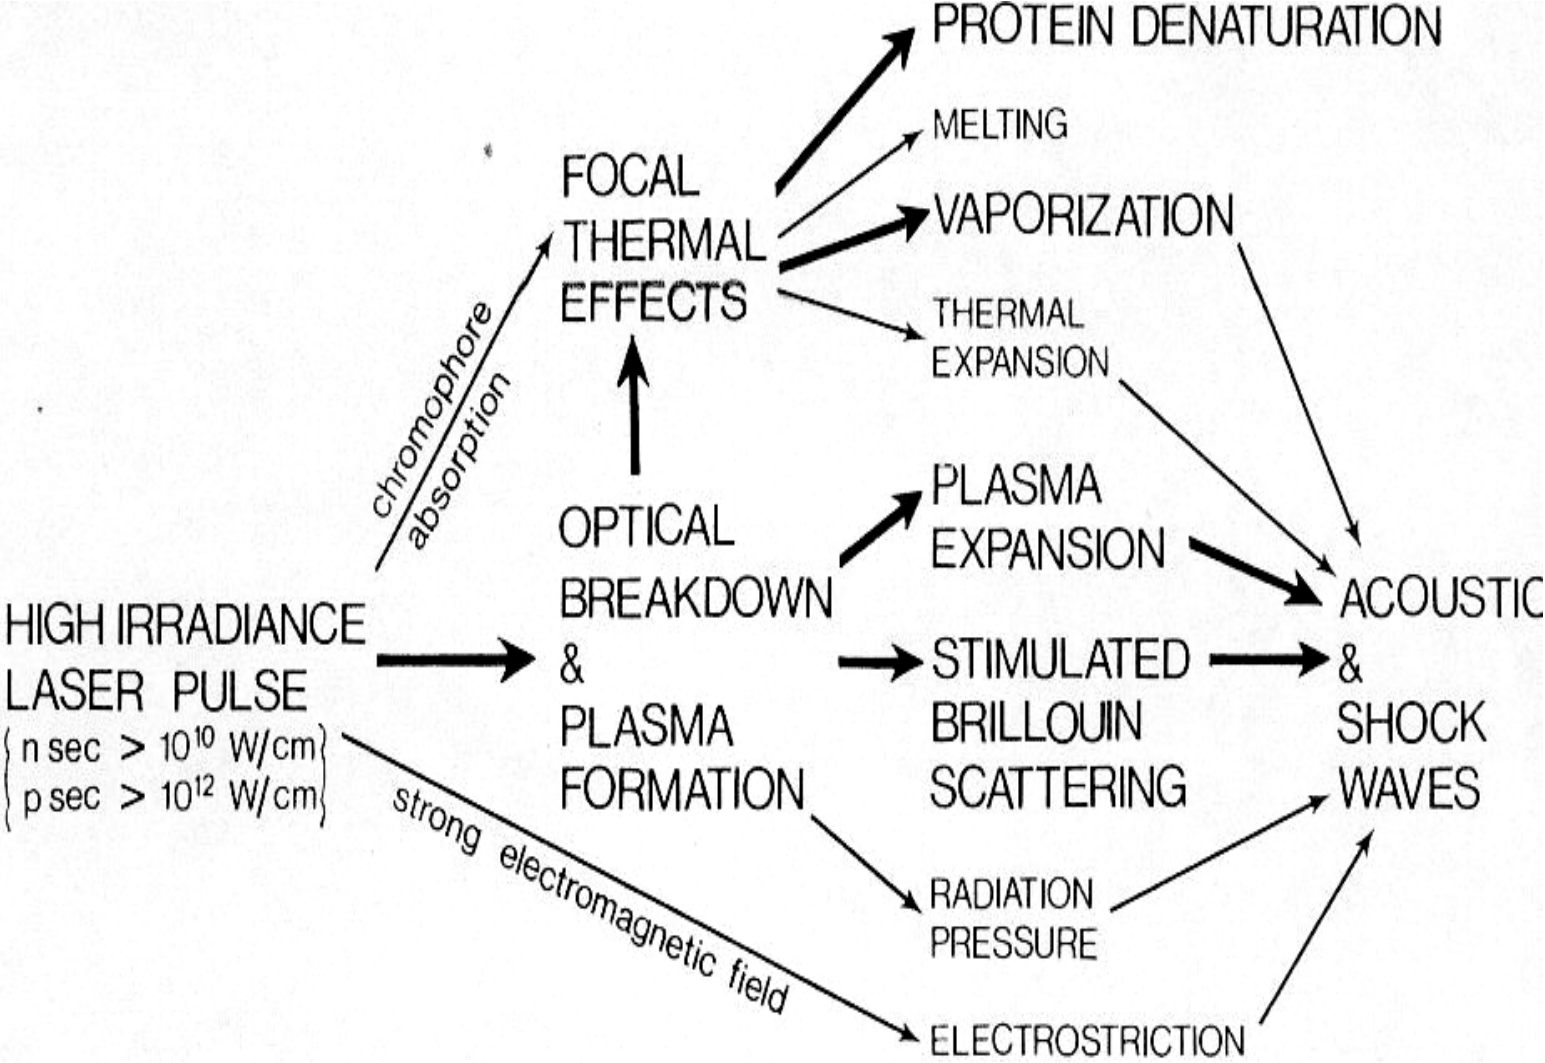 PROTEIN DENATURATION
MELTING
FOCAL
THERMAL
EFFECTS
VAPORIZATION
THERMAL
EXPANSION
chromophore
absorption
OPTICAL
BREAKDOWN
&
PLASMA
FORMATION
PLASMA
EXPANSION
HIGH IRRADIANCE
LASER PULSE
{ n sec > 10¹⁰ W/cm}
{ p sec > 10¹² W/cm}
STIMULATED
BRILLOUIN
SCATTERING
ACOUSTIC
&
SHOCK
WAVES
strong electromagnetic field
RADIATION
PRESSURE
ELECTROSTRICTION